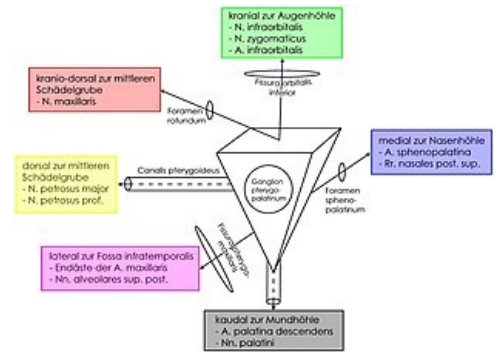 kranial zur Augenhöhle
- N. infraorbitalis
- N. zygomaticus
- A. infraorbitalis
Fissura orbitalis
inferior
kranio-dorsal zur mittleren
Schädelgrube
- N. maxillaris
Foramen
rotundum
medial zur Nasenhöhle
- A. sphenopalatina
- Rr. nasales post. sup.
Foramen
spheno-
palatinum
dorsal zur mittleren
Schädelgrube
- N. petrosus major
- N. petrosus prof.
Canalis pterygoideus
Ganglion
pterygo-
palatinum
Fissura pterygo-
maxillaris
lateral zur Fossa infratemporalis
- Endäste der A. maxillaris
- Nn. alveolares sup. post.
kaudal zur Mundhöhle
- A. palatina descendens
- Nn. palatini